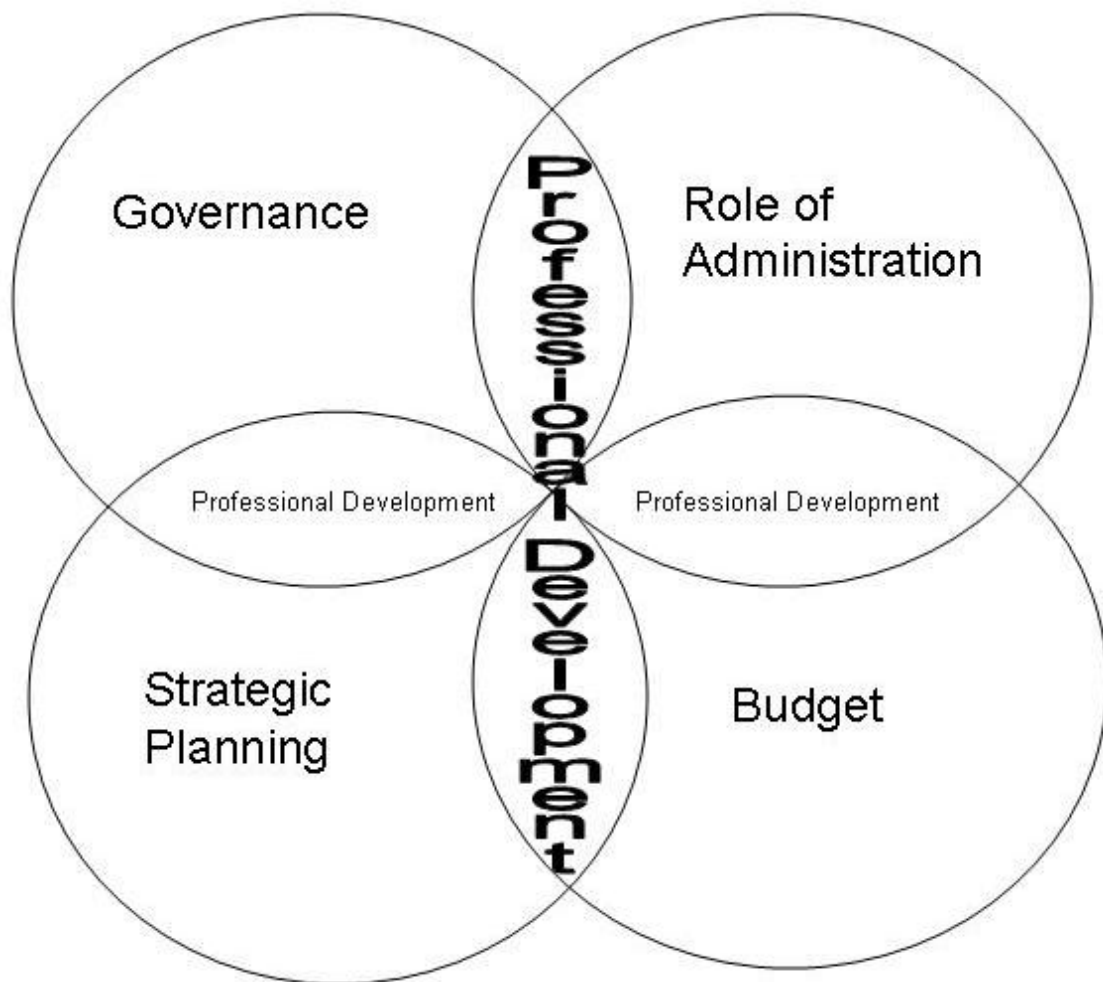 Governance
Role of
Administration
Professional Development
Professional Development
Professional Development
Strategic
Planning
Budget